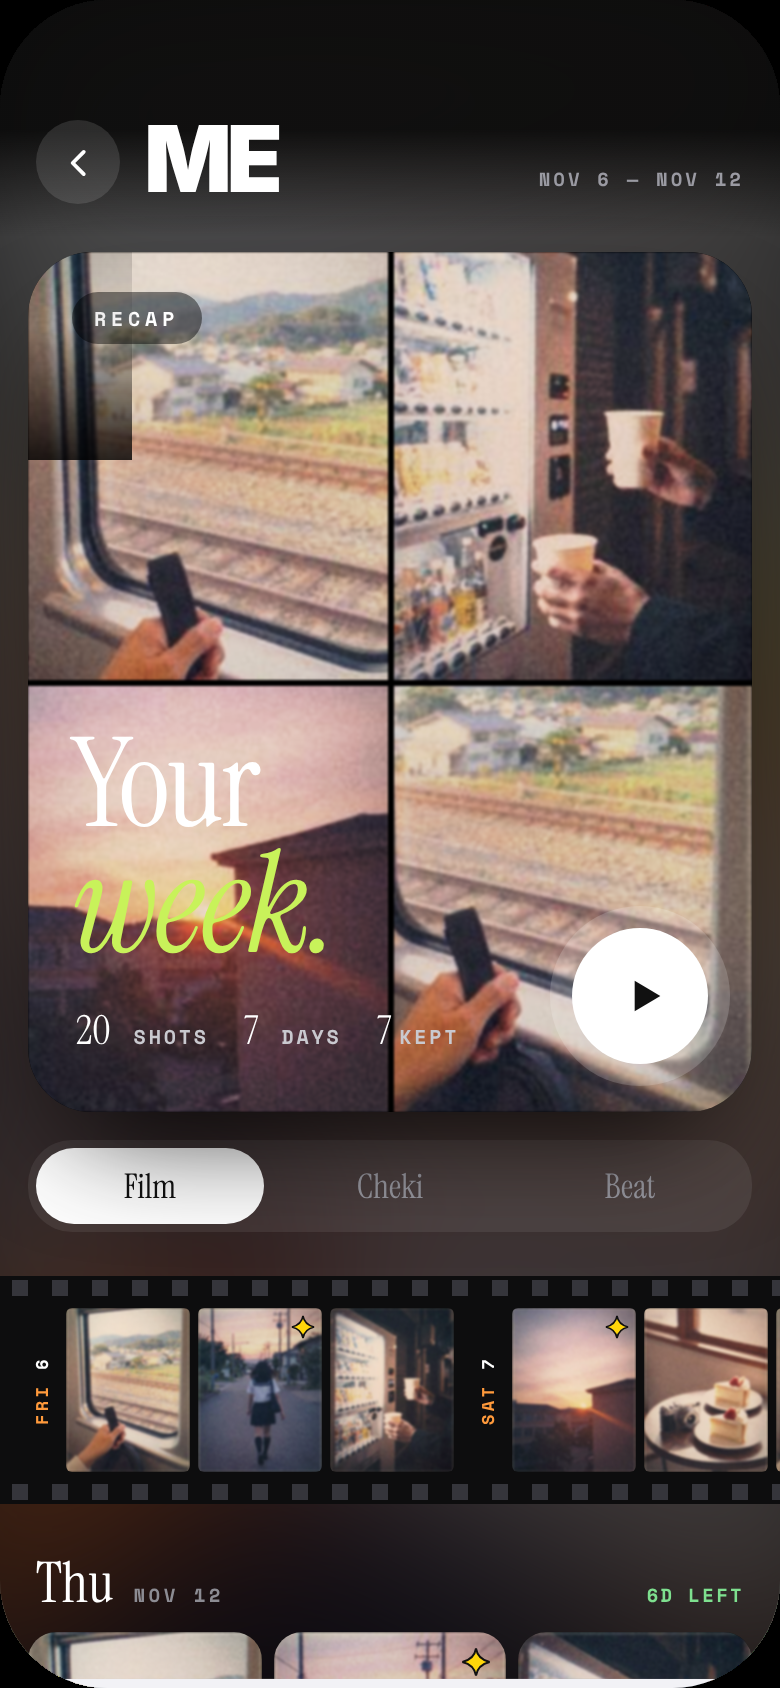 ME
NOV 6 — NOV 12
RECAP
Your
week.
20 SHOTS 7 DAYS 7 KEPT
Film Cheki Beat
FRI 6
SAT 7
Thu NOV 12
6D LEFT